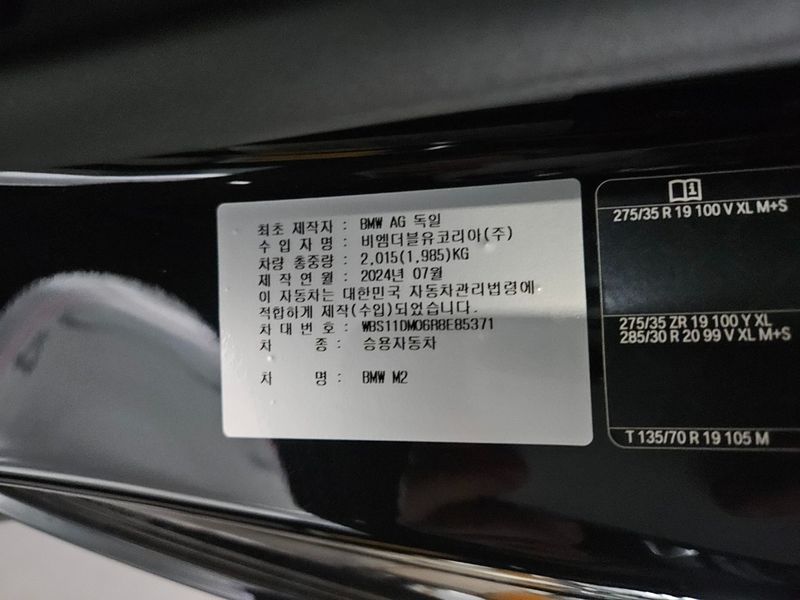 최초 제작자 : BMW AG 독일
수 입 자 명 : 비엠더블유코리아(주)
차량 총중량 : 2,015(1,985)KG
제 작 연 월 : 2024년 07월
이 자동차는 대한민국 자동차관리법령에
적합하게 제작(수입)되었습니다.
차 대 번 호 : WBS11DM06R8E85371
차 종 : 승용자동차
차 명 : BMW M2
275/35 R 19 100 V XL M+S
275/35 ZR 19 100 Y XL
285/30 R 20 99 V XL M+S
T 135/70 R 19 105 M